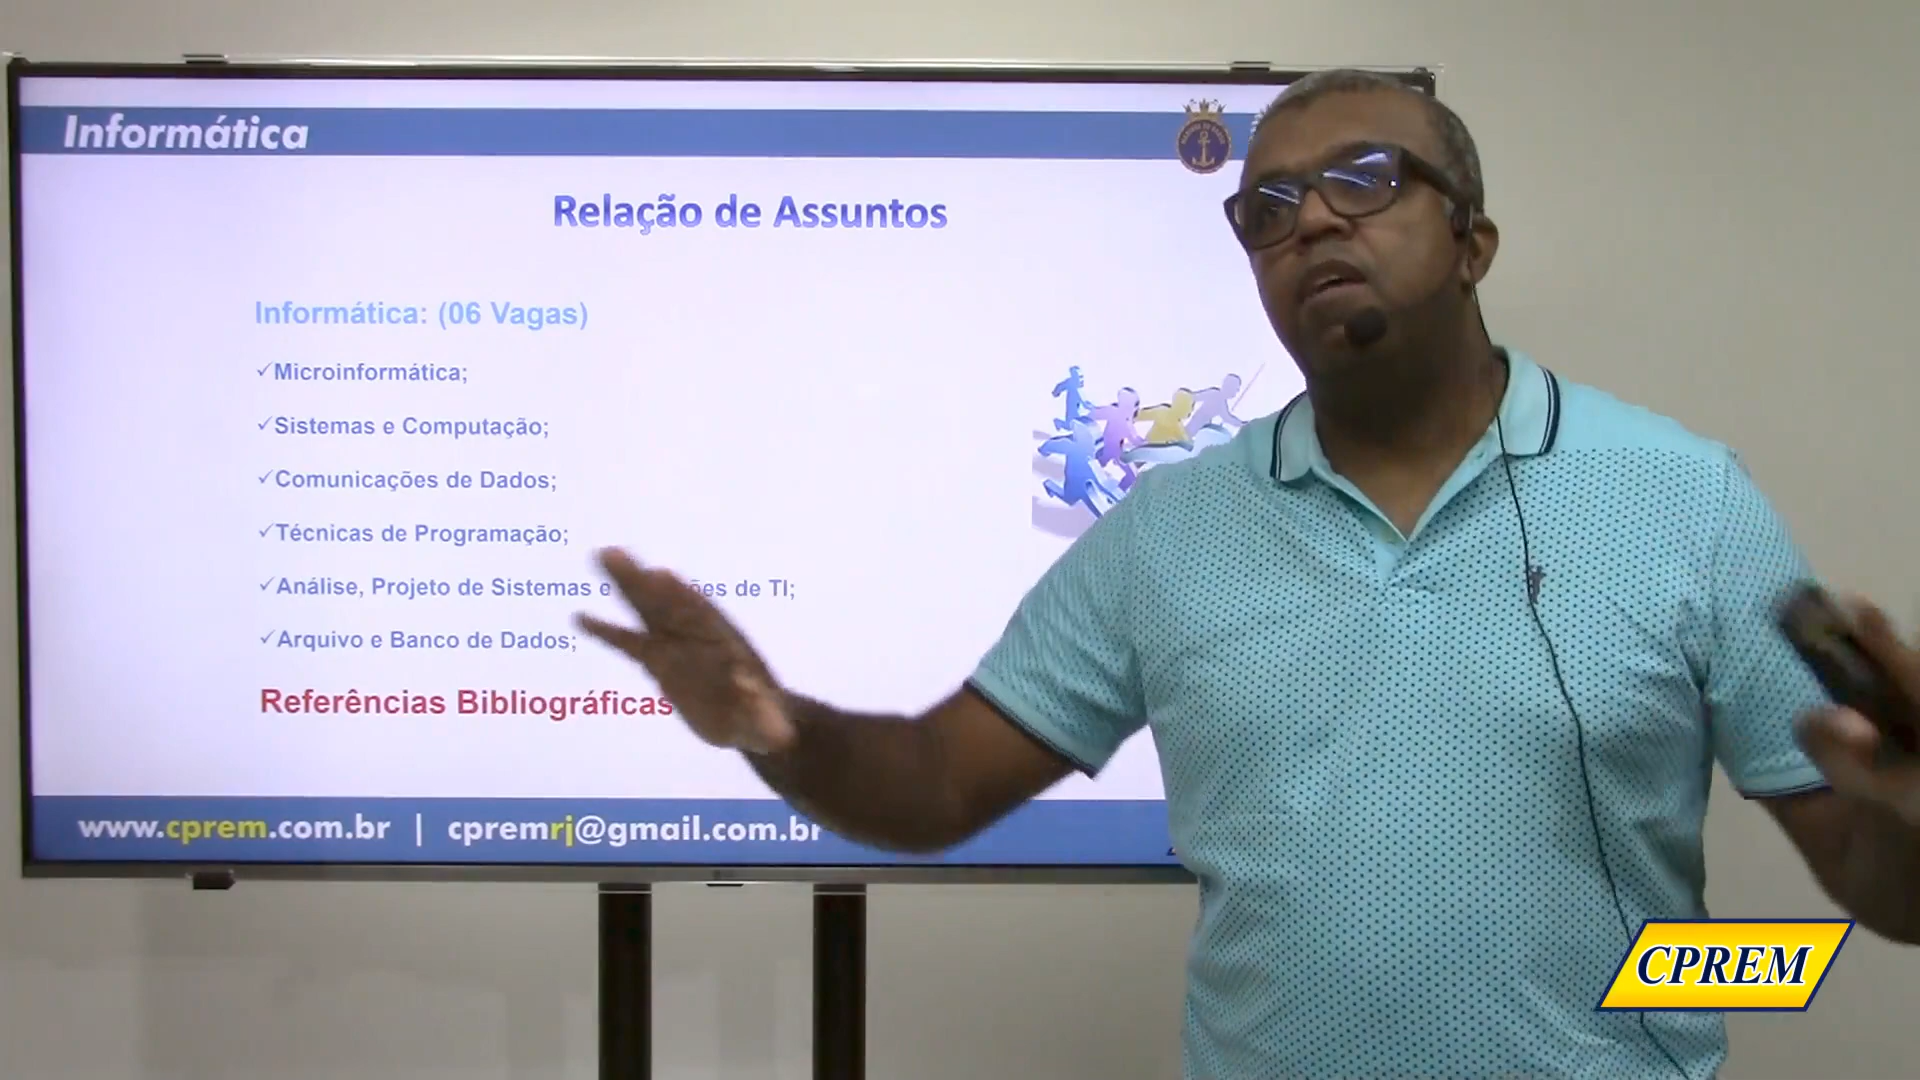 Informática
Relação de Assuntos
Informática: (06 Vagas)
✓Microinformática;
✓Sistemas e Computação;
✓Comunicações de Dados;
✓Técnicas de Programação;
✓Análise, Projeto de Sistemas e de TI;
✓Arquivo e Banco de Dados;
Referências Bibliográficas
www.cprem.com.br | cpremrj@gmail.com.br
CPREM